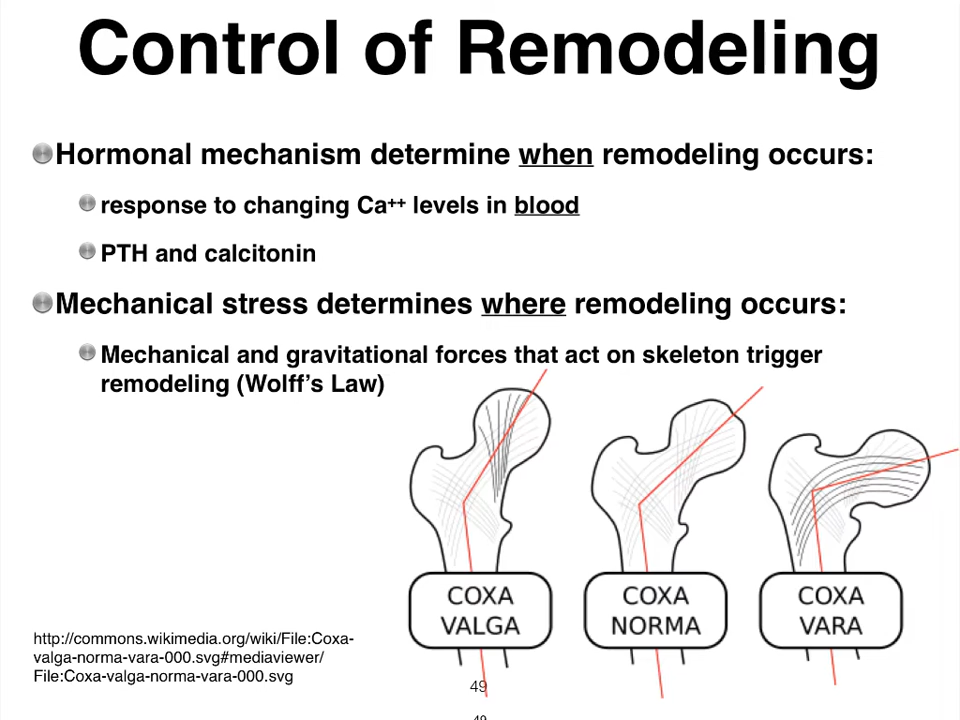 Control of Remodeling
Hormonal mechanism determine when remodeling occurs:
response to changing Ca⁺⁺ levels in blood
PTH and calcitonin
Mechanical stress determines where remodeling occurs:
Mechanical and gravitational forces that act on skeleton trigger
remodeling (Wolff’s Law)
COXA
VALGA
COXA
NORMA
COXA
VARA
http://commons.wikimedia.org/wiki/File:Coxa-
valga-norma-vara-000.svg#mediaviewer/
File:Coxa-valga-norma-vara-000.svg
49
49